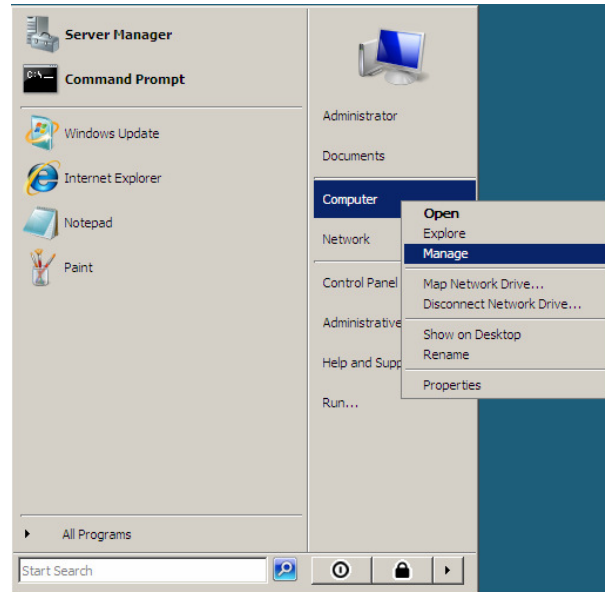 Server Manager
C:\
Command Prompt
Windows Update
Internet Explorer
Notepad
Paint
All Programs
Start Search
Administrator
Documents
Computer
Network
Control Panel
Administrative
Help and Supp
Run...
Open
Explore
Manage
Map Network Drive...
Disconnect Network Drive...
Show on Desktop
Rename
Properties